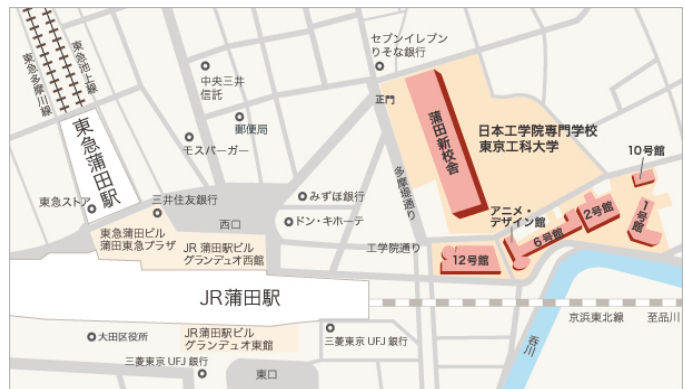 セブンイレブン
りそな銀行
東急池上線
東急多摩川線
中央三井
信託
正門
郵便局
蒲田新校舎
日本工学院専門学校
東京工科大学
モスバーガー
東急蒲田駅
10号館
多摩堤通り
東急ストア
三井住友銀行
みずほ銀行
アニメ・
デザイン館
2号館
1号館
西口
ドン・キホーテ
6号館
東急蒲田ビル
蒲田東急プラザ
JR 蒲田駅ビル
グランデュオ西館
工学院通り
12号館
JR蒲田駅
京浜東北線
至品川
大田区役所
JR蒲田駅ビル
グランデュオ東館
三菱東京 UFJ 銀行
呑川
三菱東京 UFJ 銀行
東口